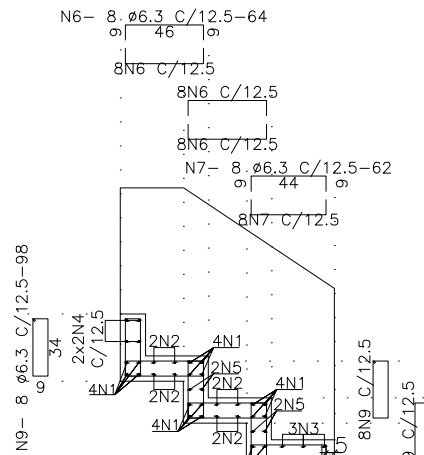 N6- 8 ø6.3 C/12.5-64
9 46 9
8N6 C/12.5
8N6 C/12.5
8N6 C/12.5
N7- 8 ø6.3 C/12.5-62
9 44 9
8N7 C/12.5
N9- 8 ø6.3 C/12.5-98
34
9
2x2N4
C/12.5
2N2
4N1
2N5
4N1
2N2
2N2
4N1
2N5
4N1
2N2
3N3
8N9 C/12.5